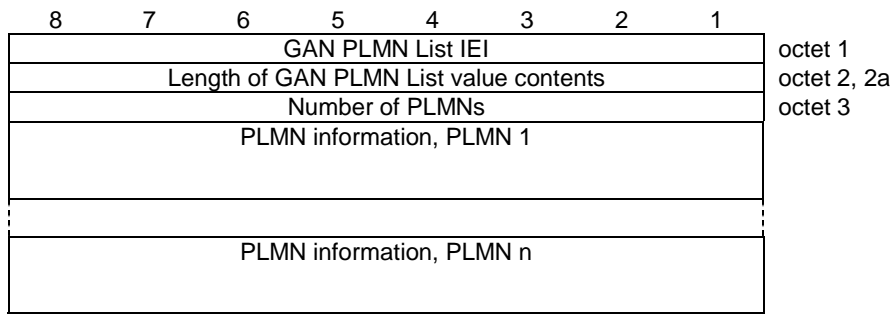 8 7 6 5 4 3 2 1
GAN PLMN List IEI octet 1
Length of GAN PLMN List value contents octet 2, 2a
Number of PLMNs octet 3
PLMN information, PLMN 1
PLMN information, PLMN n